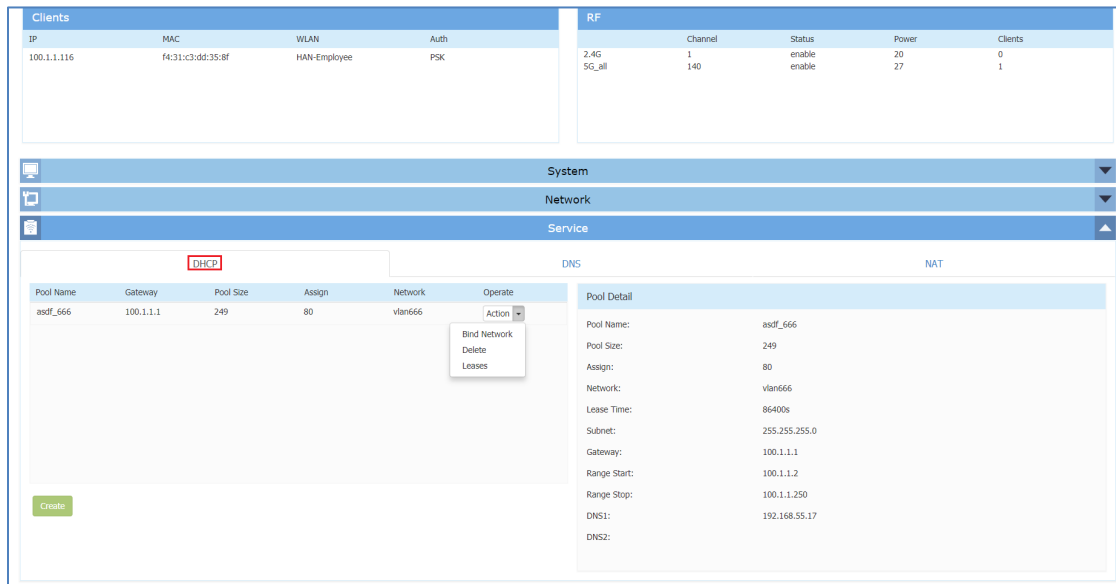 Clients
IP MAC WLAN Auth
100.1.1.116 f4:31:c3:dd:35:8f HAN-Employee PSK
RF
Channel Status Power Clients
2.4G 1 enable 20 0
5G_all 140 enable 27 1
System
Network
Service
DHCP DNS NAT
Pool Name Gateway Pool Size Assign Network Operate
asdf_666 100.1.1.1 249 80 vlan666 Action
Bind Network
Delete
Leases
Create
Pool Detail
Pool Name: asdf_666
Pool Size: 249
Assign: 80
Network: vlan666
Lease Time: 86400s
Subnet: 255.255.255.0
Gateway: 100.1.1.1
Range Start: 100.1.1.2
Range Stop: 100.1.1.250
DNS1: 192.168.55.17
DNS2: